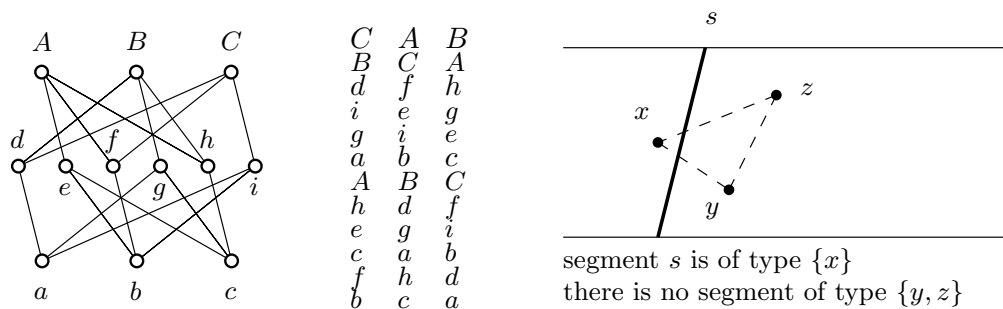 A B C
d f h
e g i
a b c
C A B
B C A
d f h
i e g
g i e
a b c
A B C
h d f
e g i
c a b
f h d
b c a
s
x z
y
segment s is of type {x}
there is no segment of type {y, z}